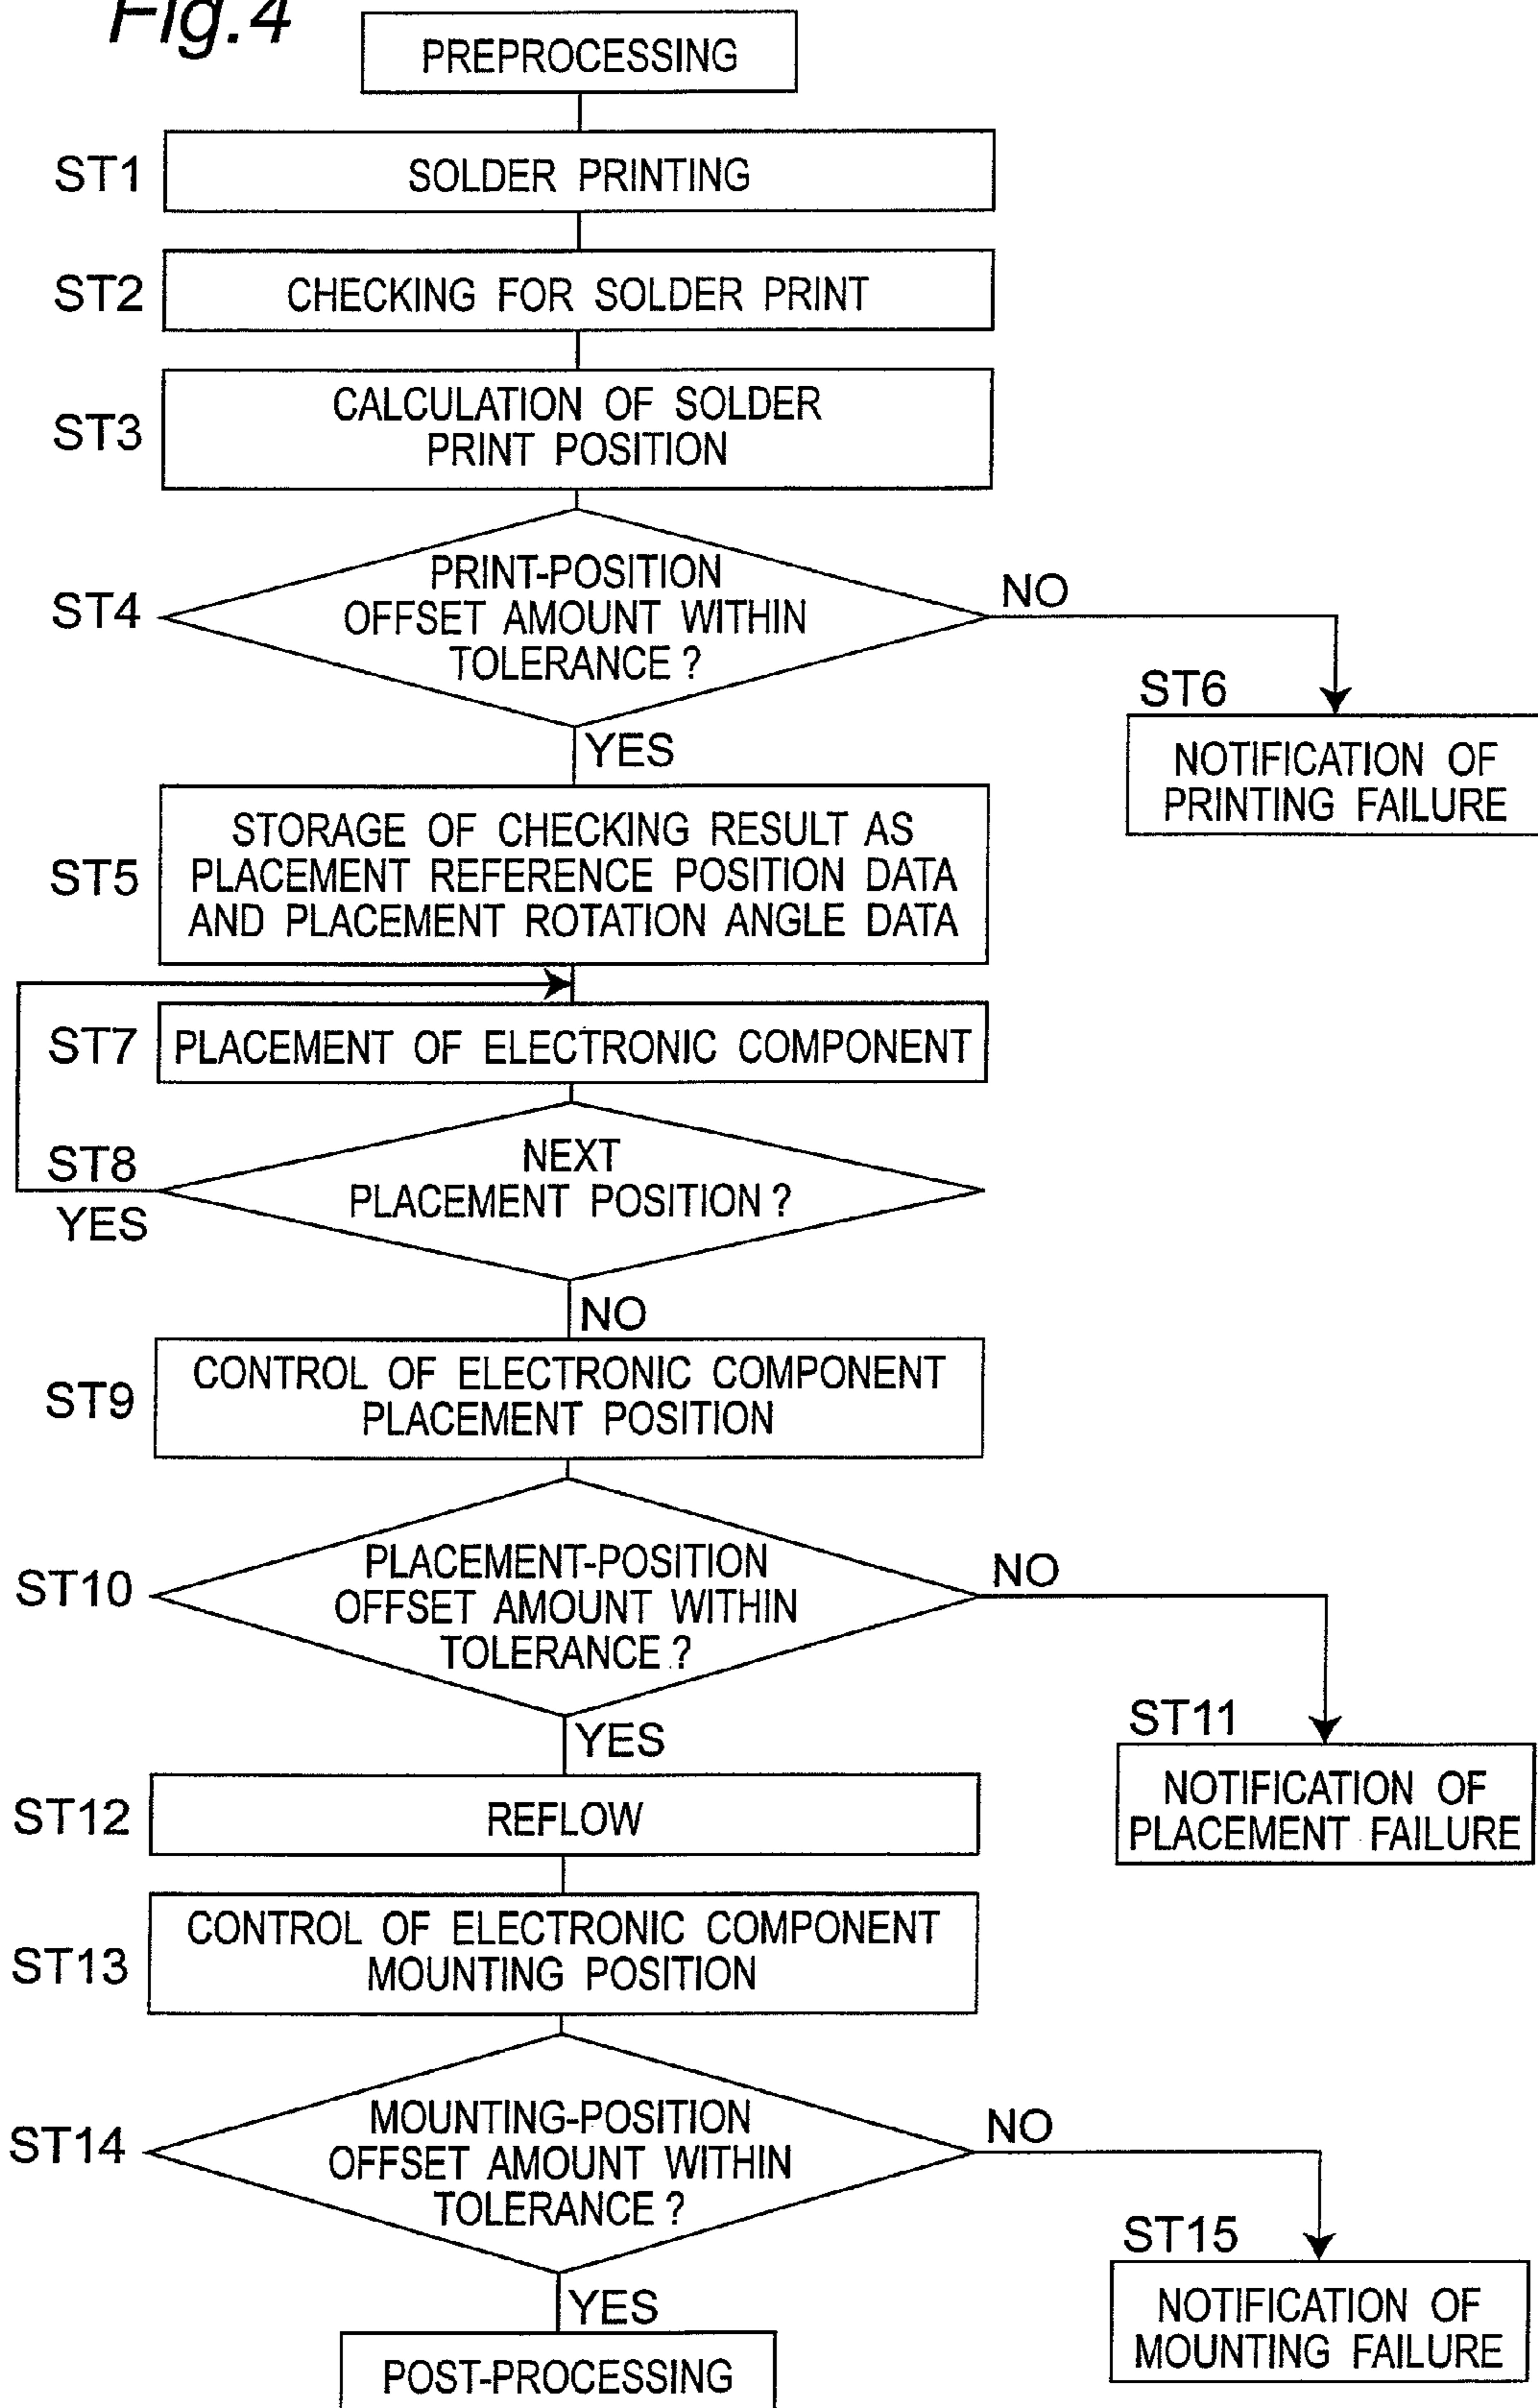 Fig.4
PREPROCESSING
ST1
SOLDER PRINTING
ST2
CHECKING FOR SOLDER PRINT
ST3
CALCULATION OF SOLDER
PRINT POSITION
ST4
PRINT-POSITION
OFFSET AMOUNT WITHIN
TOLERANCE ?
NO
YES
ST6
NOTIFICATION OF
PRINTING FAILURE
ST5
STORAGE OF CHECKING RESULT AS
PLACEMENT REFERENCE POSITION DATA
AND PLACEMENT ROTATION ANGLE DATA
ST7
PLACEMENT OF ELECTRONIC COMPONENT
ST8
NEXT
PLACEMENT POSITION ?
YES
NO
ST9
CONTROL OF ELECTRONIC COMPONENT
PLACEMENT POSITION
ST10
PLACEMENT-POSITION
OFFSET AMOUNT WITHIN
TOLERANCE ?
NO
YES
ST11
NOTIFICATION OF
PLACEMENT FAILURE
ST12
REFLOW
ST13
CONTROL OF ELECTRONIC COMPONENT
MOUNTING POSITION
ST14
MOUNTING-POSITION
OFFSET AMOUNT WITHIN
TOLERANCE ?
NO
YES
ST15
NOTIFICATION OF
MOUNTING FAILURE
POST-PROCESSING